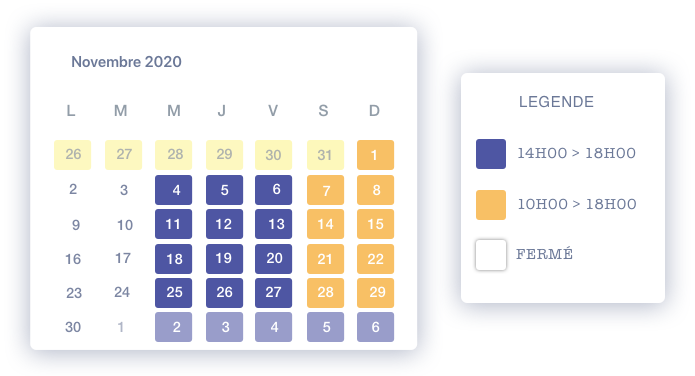 Novembre 2020
L M M J V S D
26 27 28 29 30 31 1
2 3 4 5 6 7 8
9 10 11 12 13 14 15
16 17 18 19 20 21 22
23 24 25 26 27 28 29
30 1 2 3 4 5 6
LEGENDE
14H00 > 18H00
10H00 > 18H00
FERMÉ